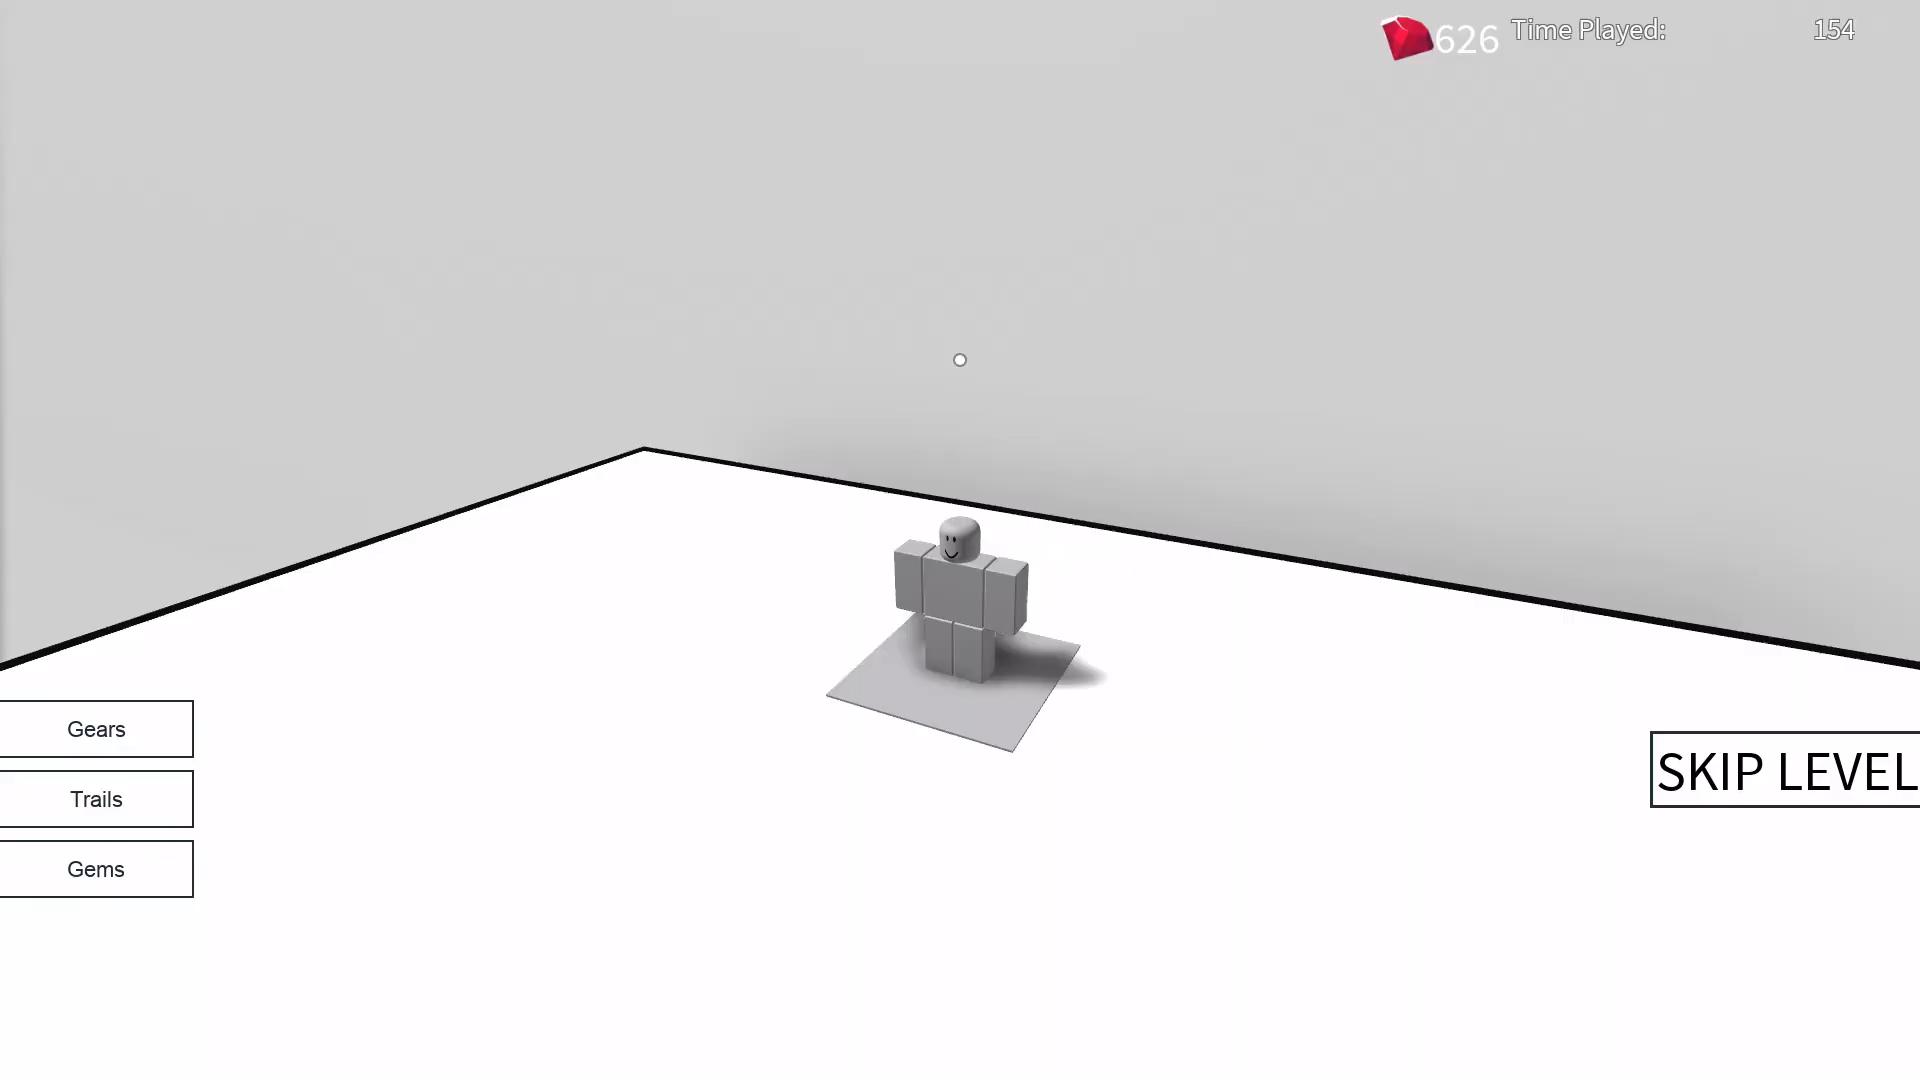 626
Time Played: 154
Gears
Trails
Gems
SKIP LEVEL